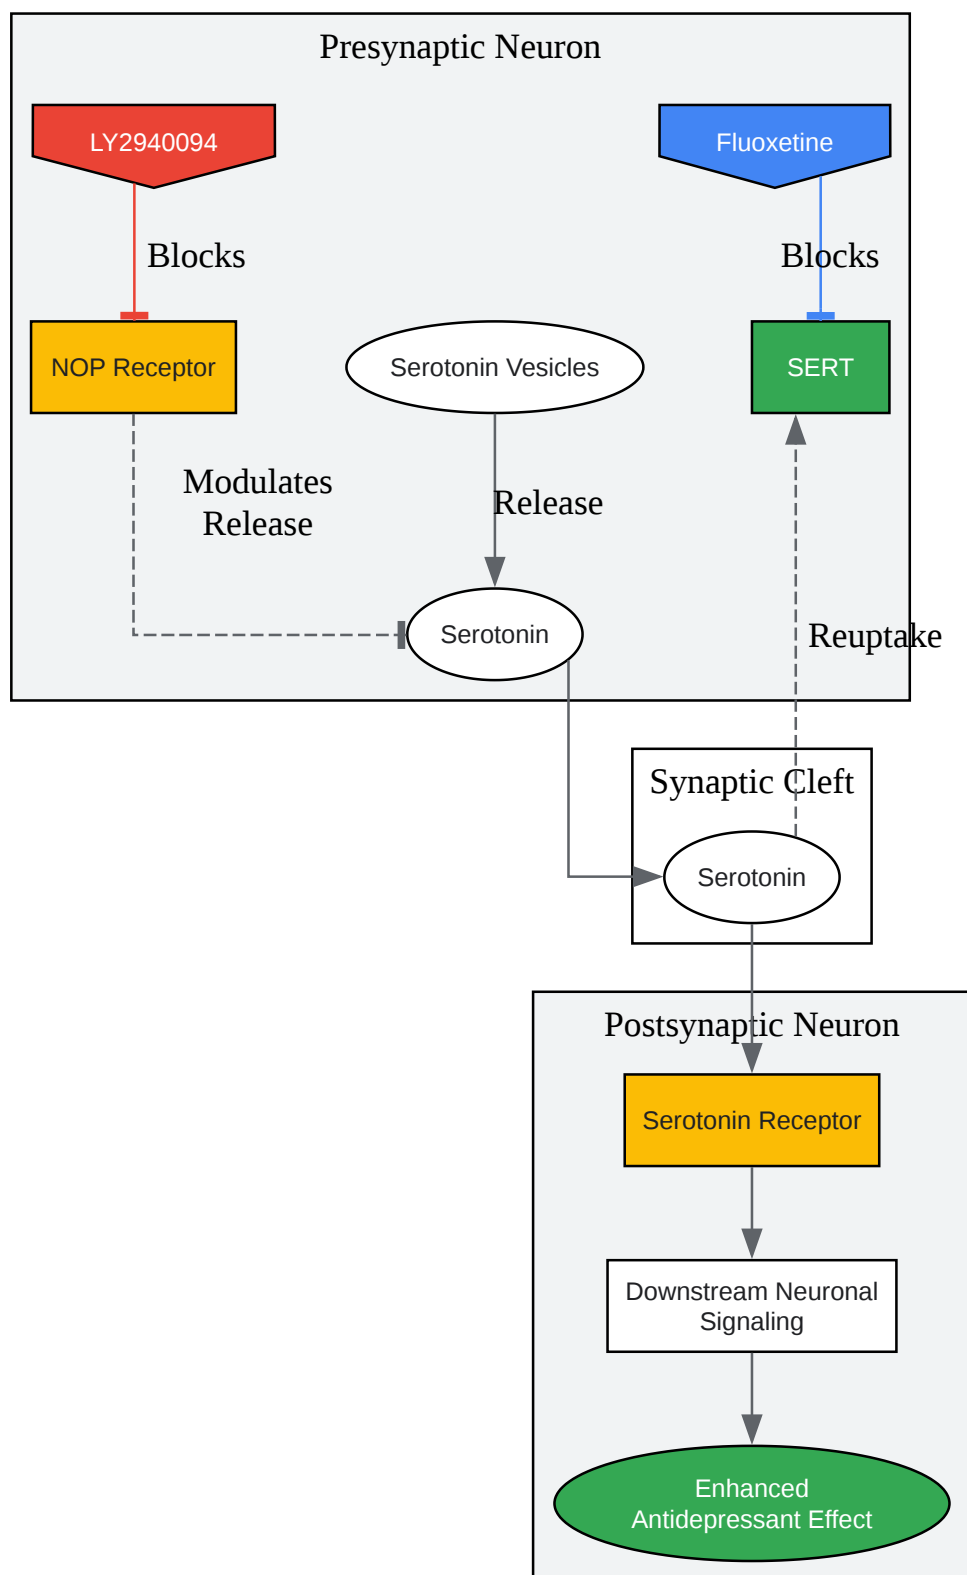 Presynaptic Neuron
LY2940094
Fluoxetine
Blocks
Blocks
NOP Receptor
Serotonin Vesicles
SERT
Modulates
Release
Release
Serotonin
Reuptake
Synaptic Cleft
Serotonin
Postsynaptic Neuron
Serotonin Receptor
Downstream Neuronal
Signaling
Enhanced
Antidepressant Effect